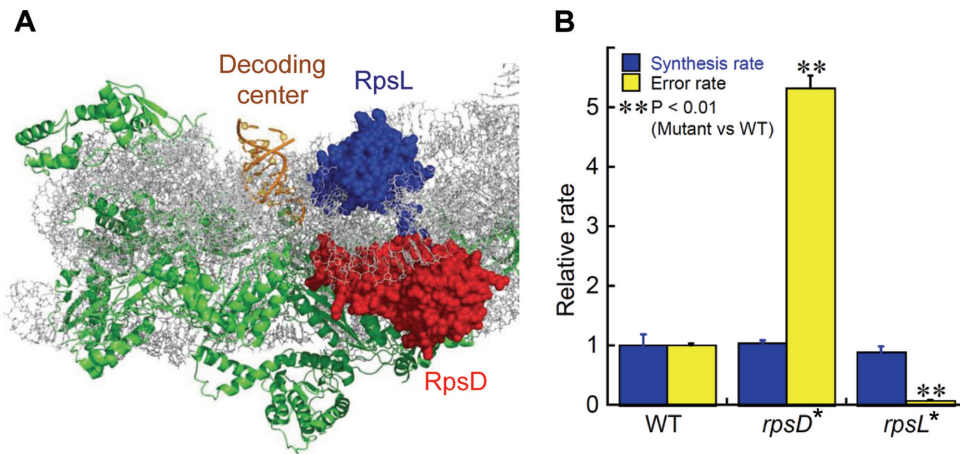 A
Decoding
center
RpsL
RpsD
B
Synthesis rate
Error rate
**P < 0.01
(Mutant vs WT)
**
**
Relative rate
5
4
3
2
1
0
WT
rpsD*
rpsL*